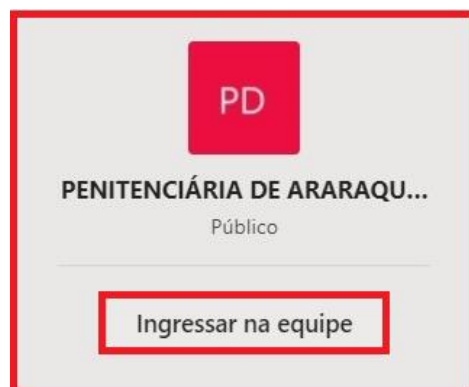 PD
PENITENCIÁRIA DE ARARAQU...
Público
Ingressar na equipe